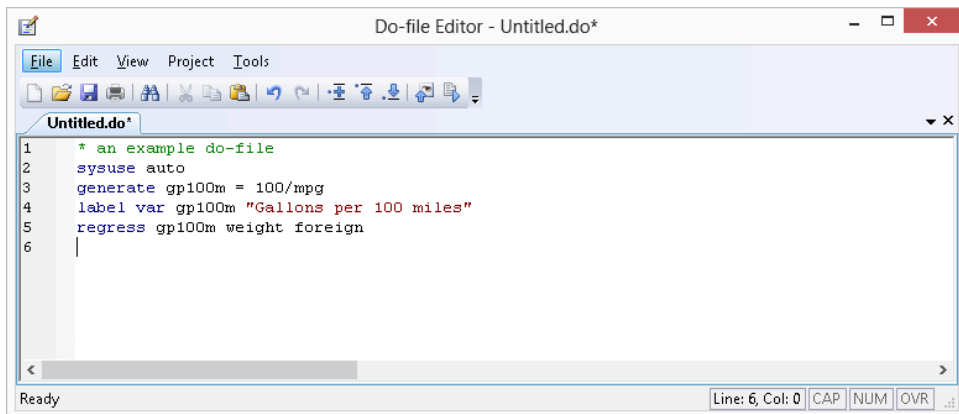 Do-file Editor - Untitled.do*
File Edit View Project Tools
Untitled.do*
1 * an example do-file
2 sysuse auto
3 generate gp100m = 100/mpg
4 label var gp100m "Gallons per 100 miles"
5 regress gp100m weight foreign
6
Ready Line: 6, Col: 0 CAP NUM OVR